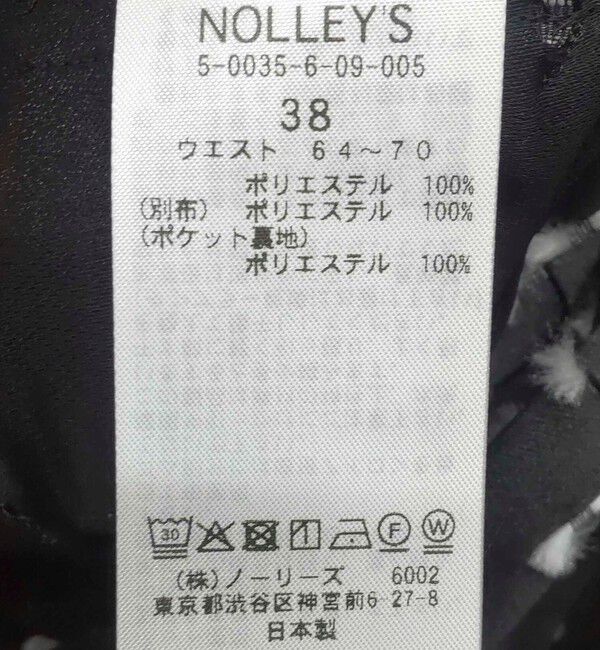 NOLLEY'S
5-0035-6-09-005
38
ウエスト 64～70
ポリエステル 100%
(別布) ポリエステル 100%
(ポケット裏地)
ポリエステル 100%
30
F W
(株)ノーリーズ 6002
東京都渋谷区神宮前6-27-8
日本製